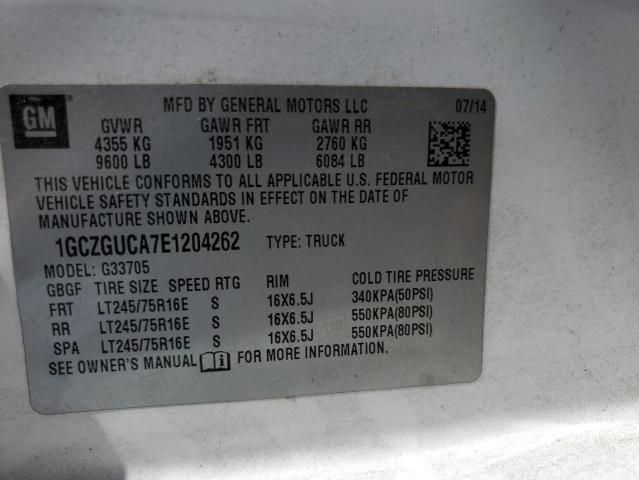 GM
MFD BY GENERAL MOTORS LLC 07/14
GVWR GAWR FRT GAWR RR
4355 KG 1951 KG 2760 KG
9600 LB 4300 LB 6084 LB
THIS VEHICLE CONFORMS TO ALL APPLICABLE U.S. FEDERAL MOTOR
VEHICLE SAFETY STANDARDS IN EFFECT ON THE DATE OF
MANUFACTURE SHOWN ABOVE.
1GCZGUCA7E1204262 TYPE: TRUCK
MODEL: G33705
GBGF TIRE SIZE SPEED RTG RIM COLD TIRE PRESSURE
FRT LT245/75R16E S 16X6.5J 340KPA(50PSI)
RR LT245/75R16E S 16X6.5J 550KPA(80PSI)
SPA LT245/75R16E S 16X6.5J 550KPA(80PSI)
SEE OWNER'S MANUAL FOR MORE INFORMATION.